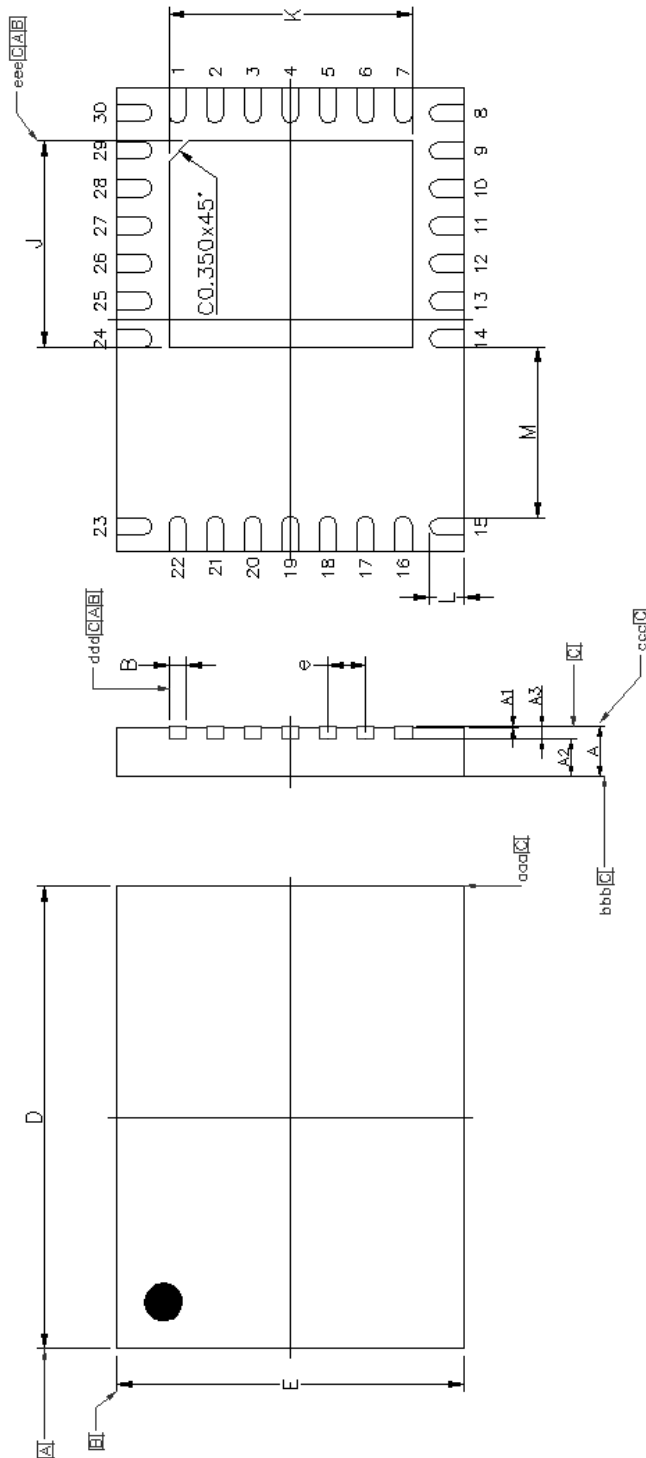 eee C A B
K
1 2 3 4 5 6 7
30 29 28 27 26 25 24 23
J
C0.350x45°
8 9 10 11 12 13 14 15
M
22 21 20 19 18 17 16
L
ddd C A B
B
e
A1
A3
C
ccc C
A2
A
bbb C
aaa C
D
E
A
B